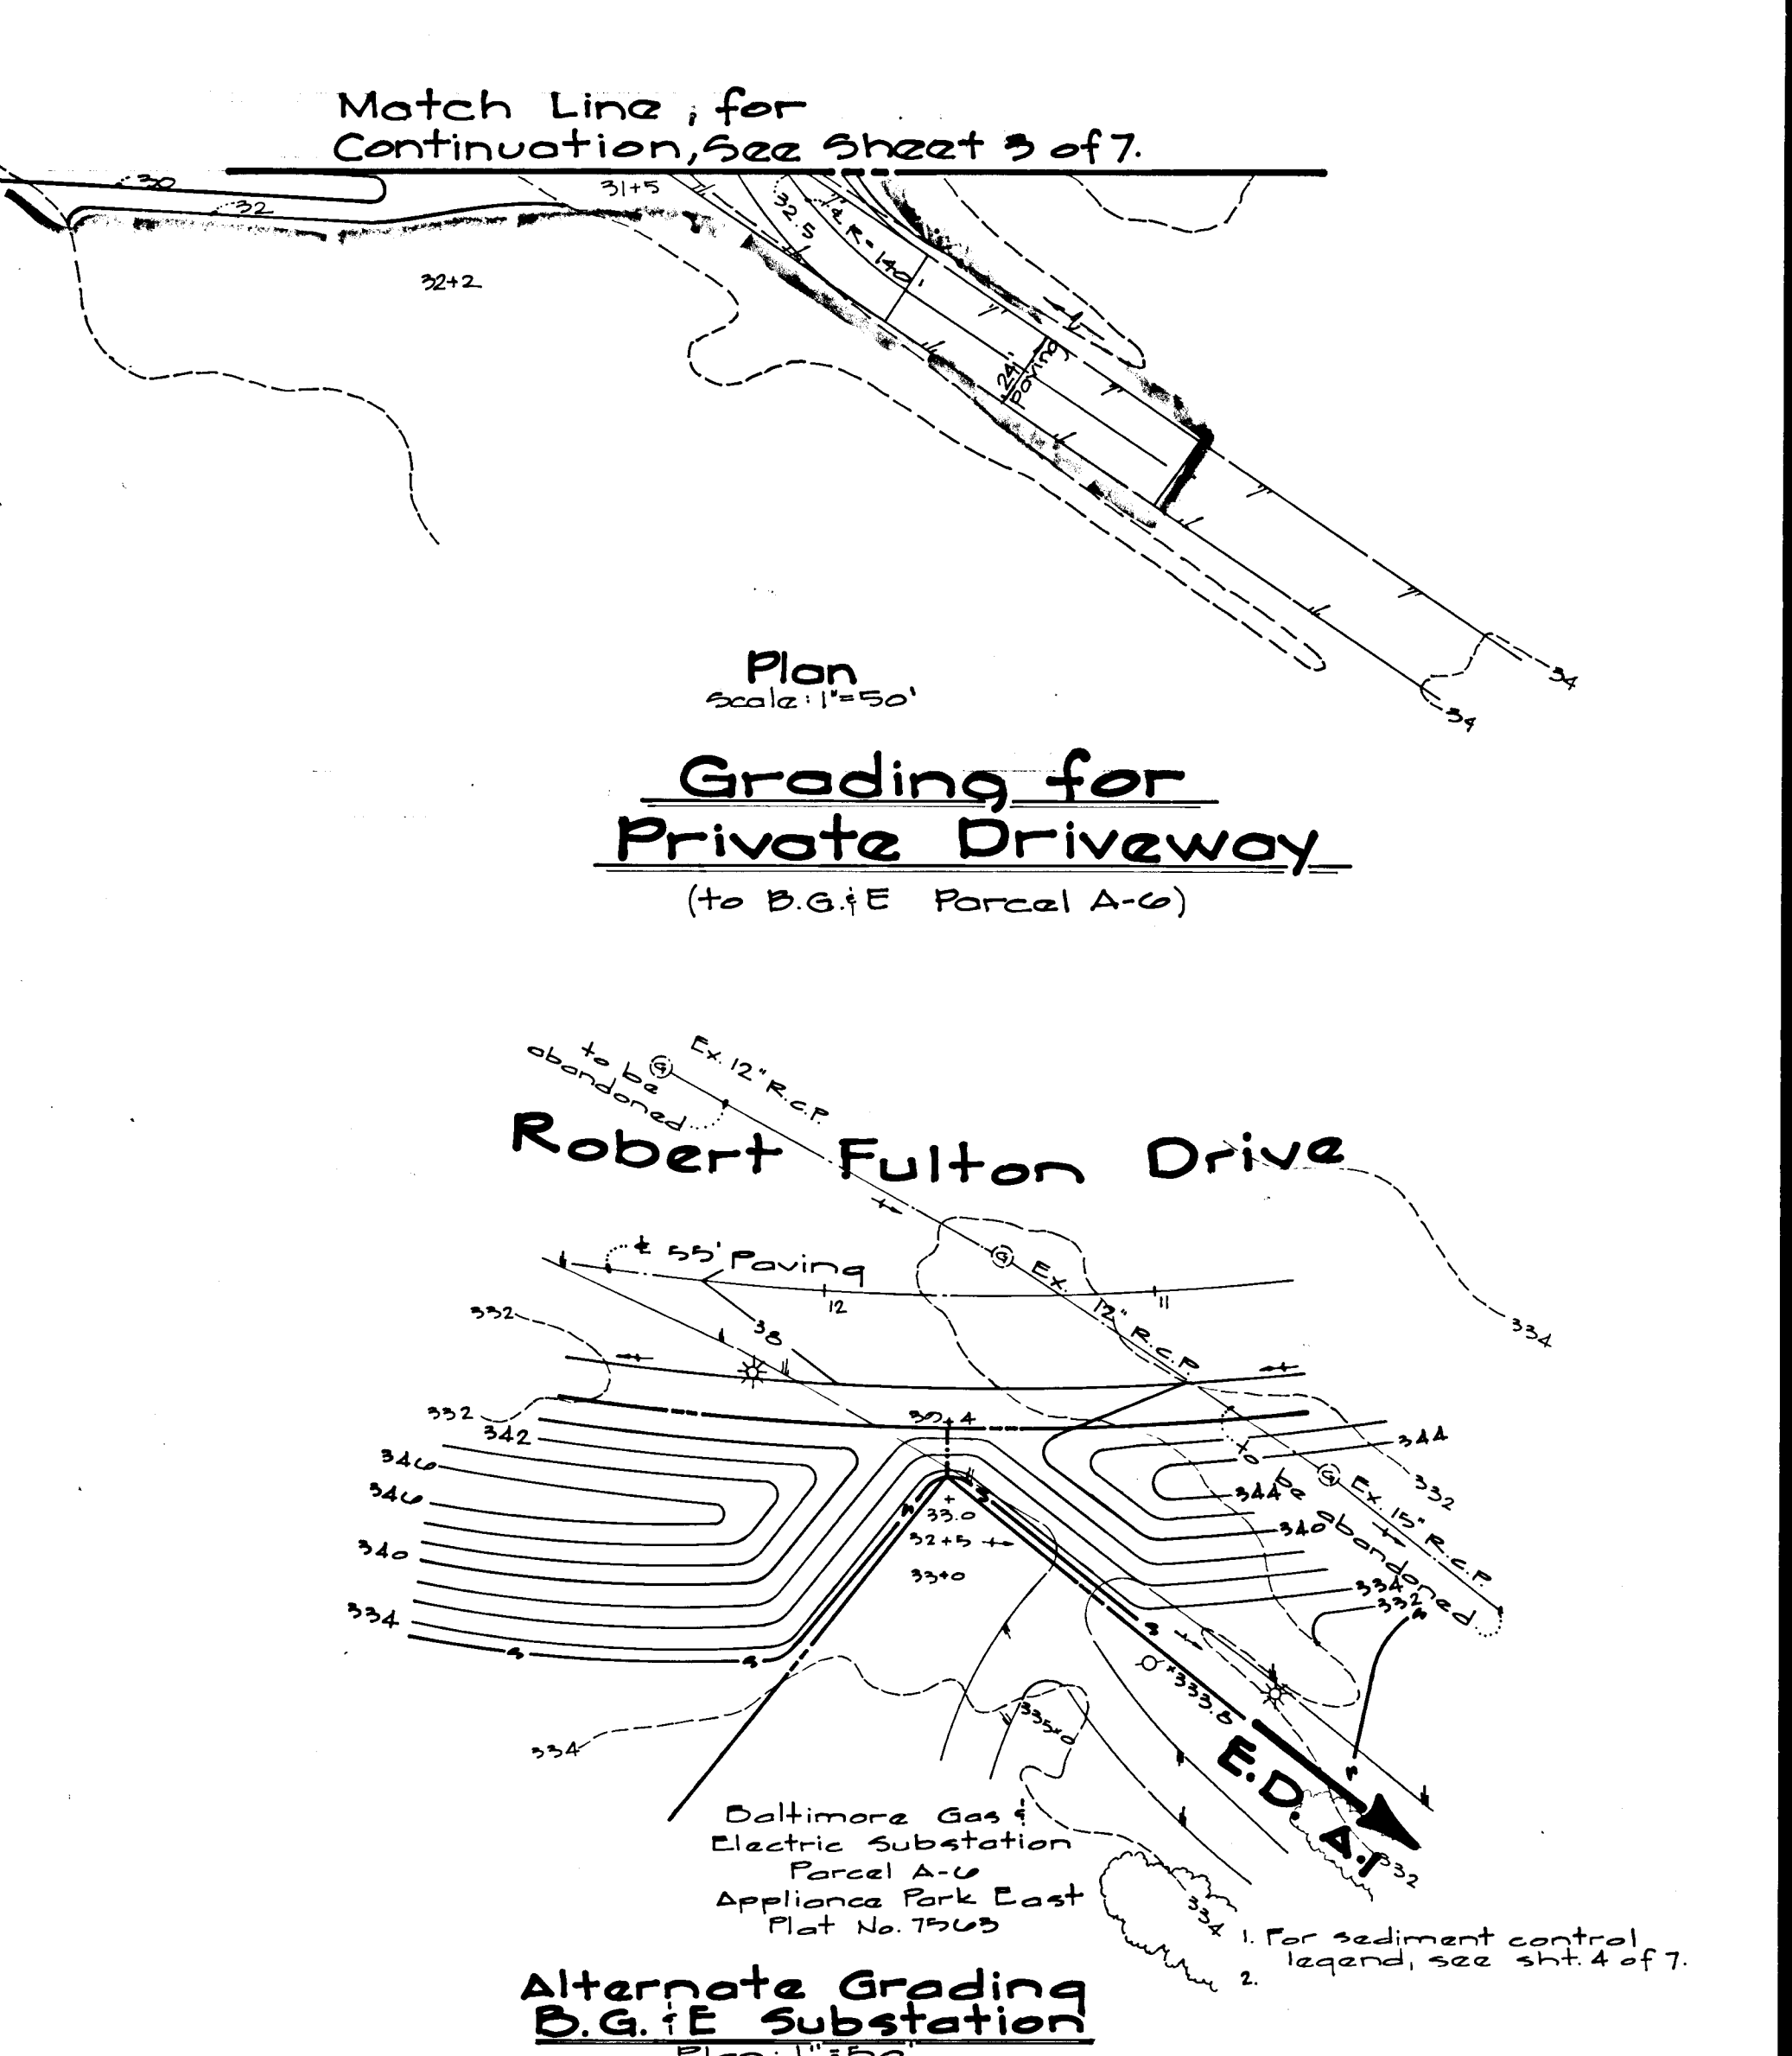 Match Line, for
Continuation, See Sheet 3 of 7.
30
32
31+5
32.5
R=140'
32+2
24'
Paving
34
34
Plan
Scale: 1"=50'
Grading for
Private Driveway
(to B.G.&E Parcel A-6)
Ex. 12" R.C.P.
to be
abandoned
Robert Fulton Drive
℄ 55' Paving
12
11
Ex. 12" R.C.P.
38
332
334
332
342
344
346
346
344
332
to be abandoned
Ex. 15" R.C.P.
33.0
32+5
33+0
340
340
334
334
332
333.8
335x0
334
E.D.A.1
332
334
Baltimore Gas &
Electric Substation
Parcel A-6
Appliance Park East
Plat No. 7563
1. For sediment control
legend, see sht. 4 of 7.
2.
Alternate Grading
B.G.&E Substation
Plan: 1"=50'